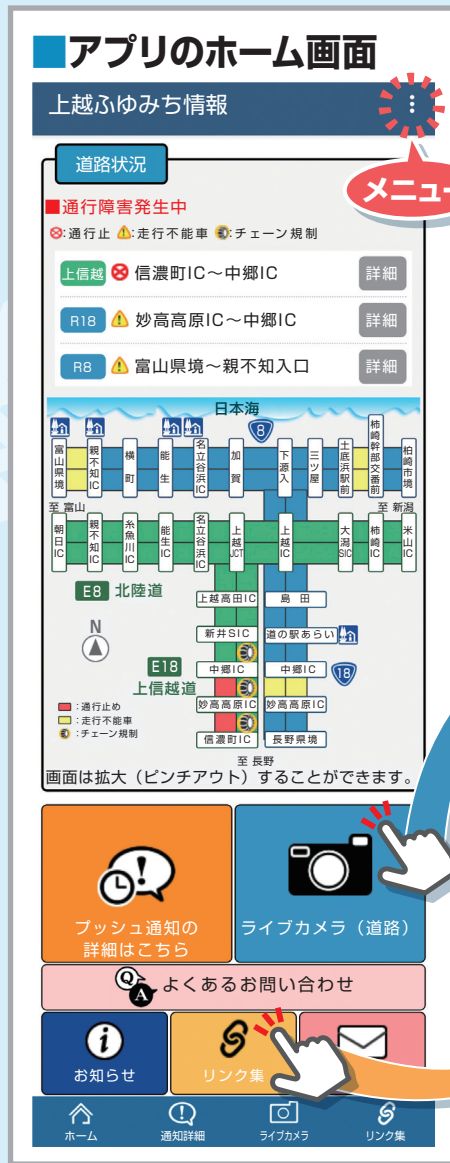 ■アプリのホーム画面
上越ふゆみち情報
メニュー
道路状況
■通行障害発生中
:通行止 :走行不能車 :チェーン規制
上信越 信濃町IC～中郷IC 詳細
R18 妙高高原IC～中郷IC 詳細
R8 富山県境～親不知入口 詳細
日本海
8
富山県境 親不知IC 横町 能生 名立谷浜IC 加賀 下源入 三ツ屋 土底浜駅前 柿崎幹部交番前 柏崎市境
至 富山 至 新潟
朝日IC 親不知IC 糸魚川IC 能生IC 名立谷浜IC 上越JCT 上越IC 大潟SIC 柿崎IC 米山IC
E8 北陸道
上越高田IC 島田
N
新井SIC 道の駅あらい
E18 中郷IC 中郷IC 18
上信越道
:通行止め
妙高高原IC 妙高高原IC
:走行不能車
:チェーン規制
信濃町IC 長野県境
至 長野
画面は拡大（ピンチアウト）することができます。
プッシュ通知の
詳細はこちら
ライブカメラ（道路）
Q A よくあるお問い合わせ
お知らせ リンク集
ホーム 通知詳細 ライブカメラ リンク集